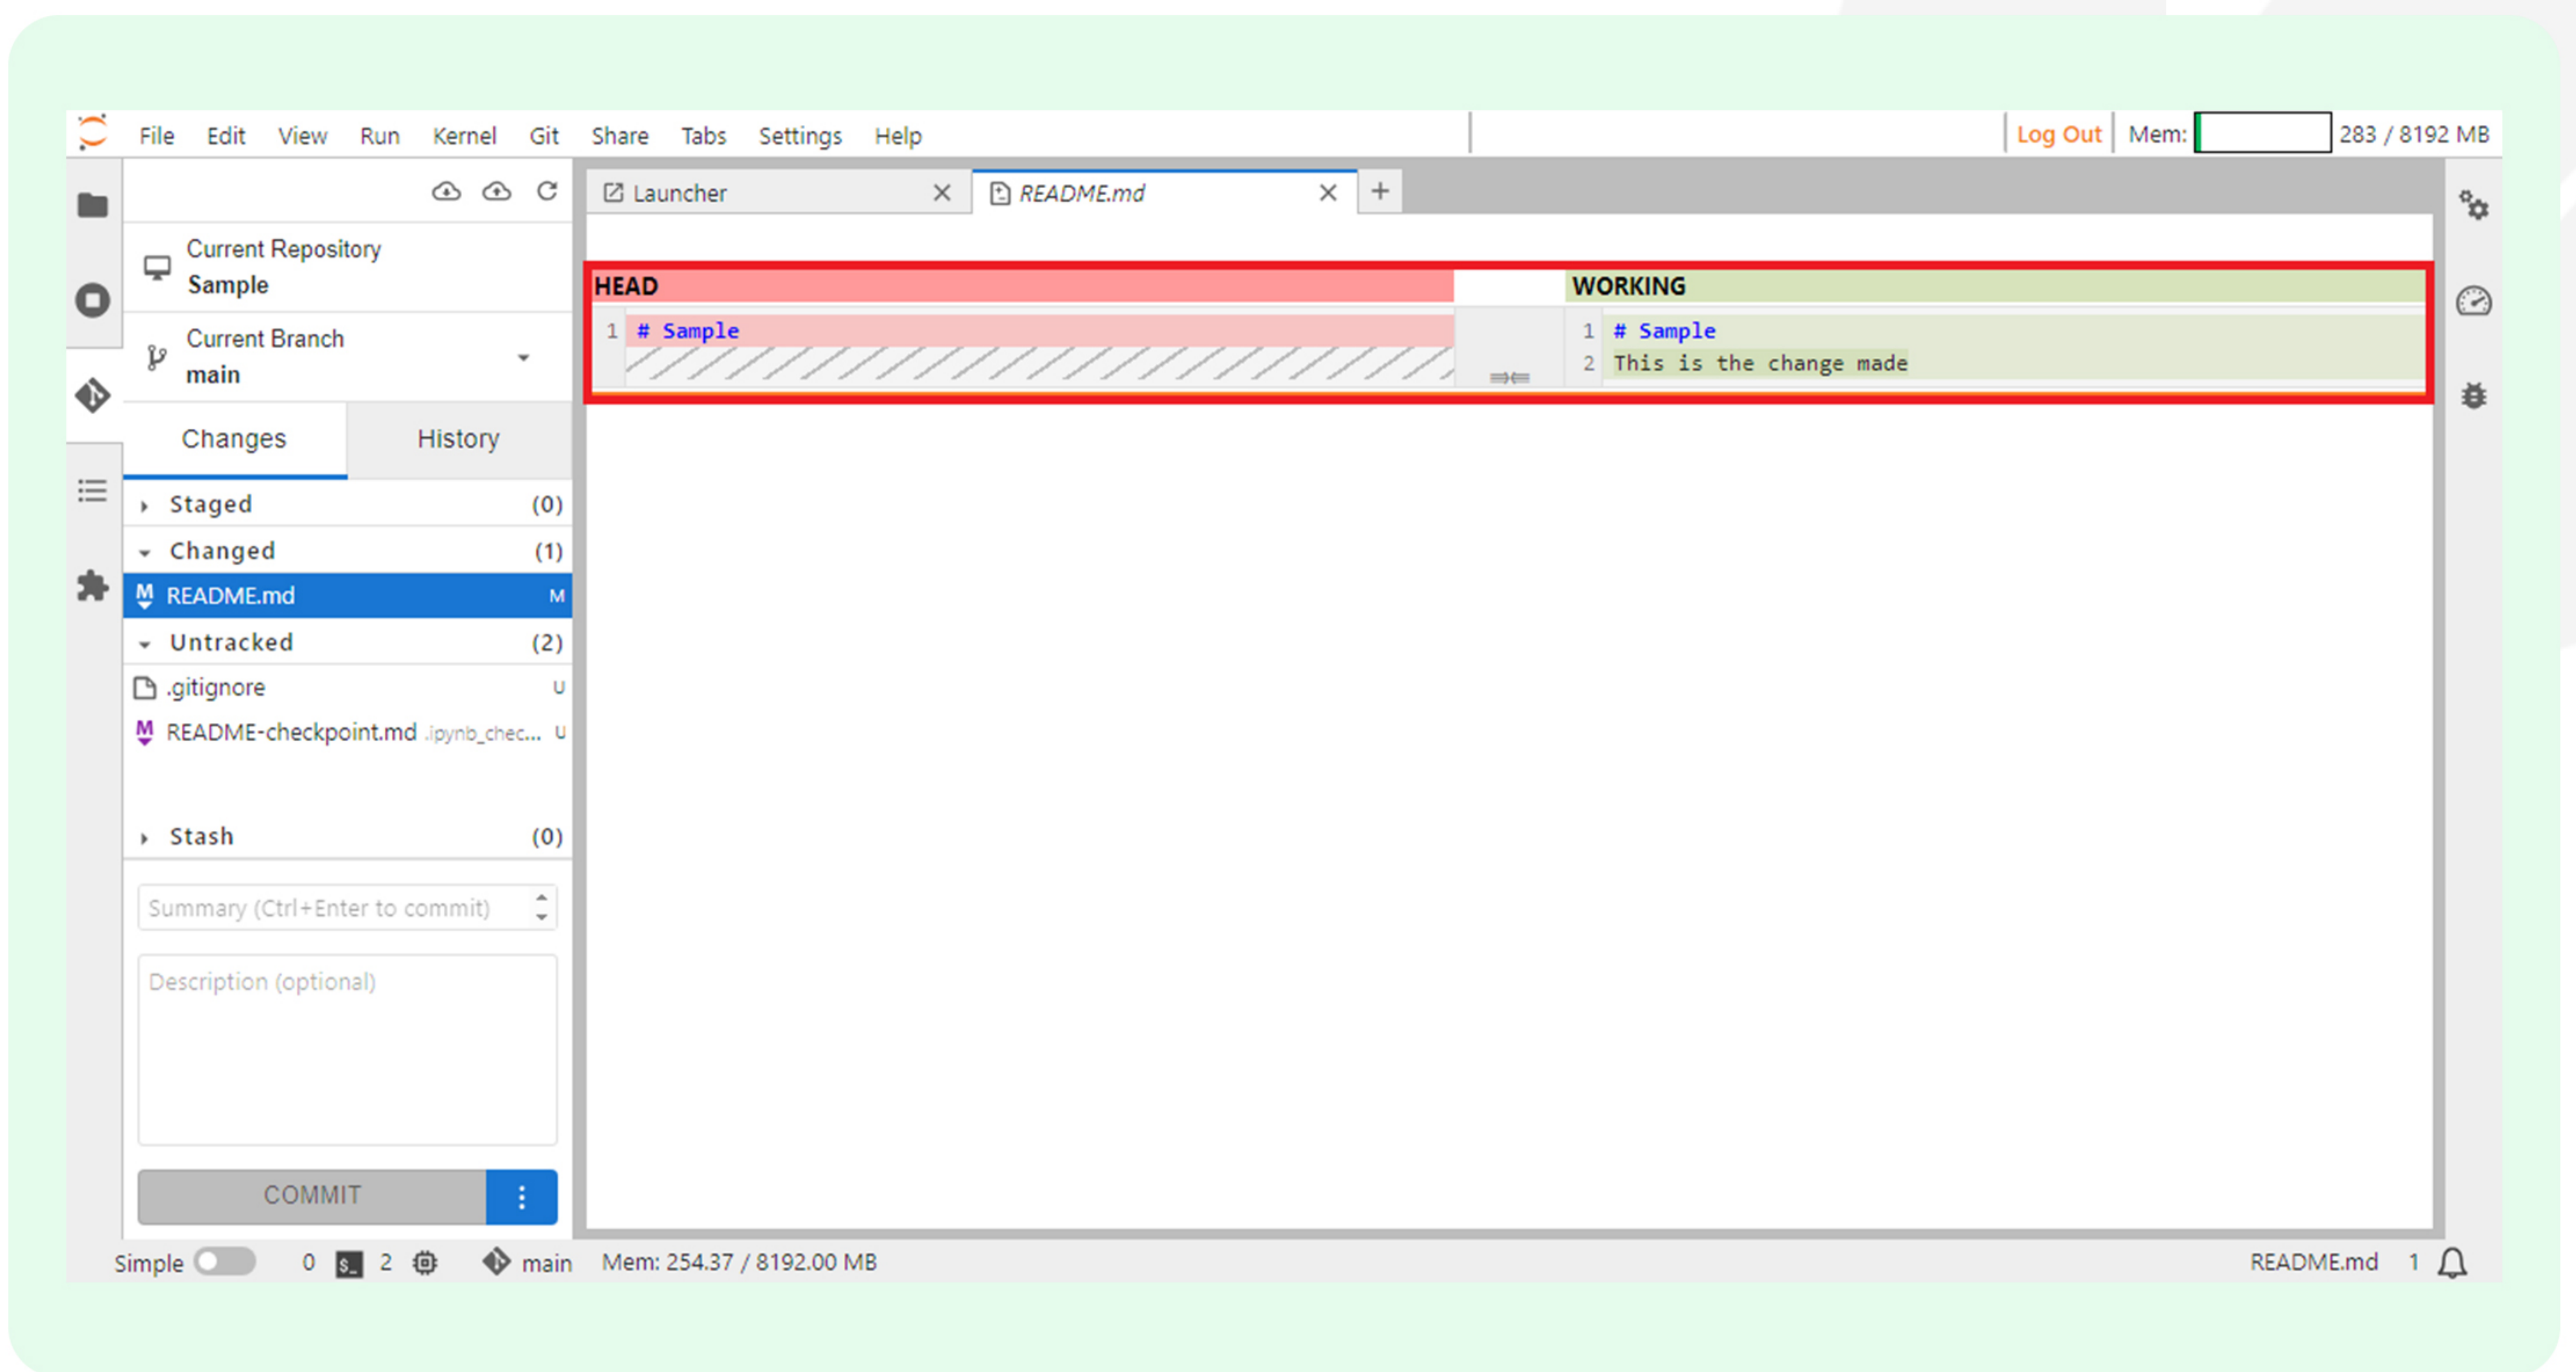 File Edit View Run Kernel Git Share Tabs Settings Help
Log Out Mem: 283 / 8192 MB
Launcher README.md
Current Repository
Sample
Current Branch
main
Changes History
Staged (0)
Changed (1)
README.md M
Untracked (2)
.gitignore U
README-checkpoint.md .ipynb_chec... U
Stash (0)
Summary (Ctrl+Enter to commit)
Description (optional)
COMMIT
HEAD WORKING
1 # Sample 1 # Sample
2 This is the change made
Simple 0 $_ 2 main Mem: 254.37 / 8192.00 MB README.md 1